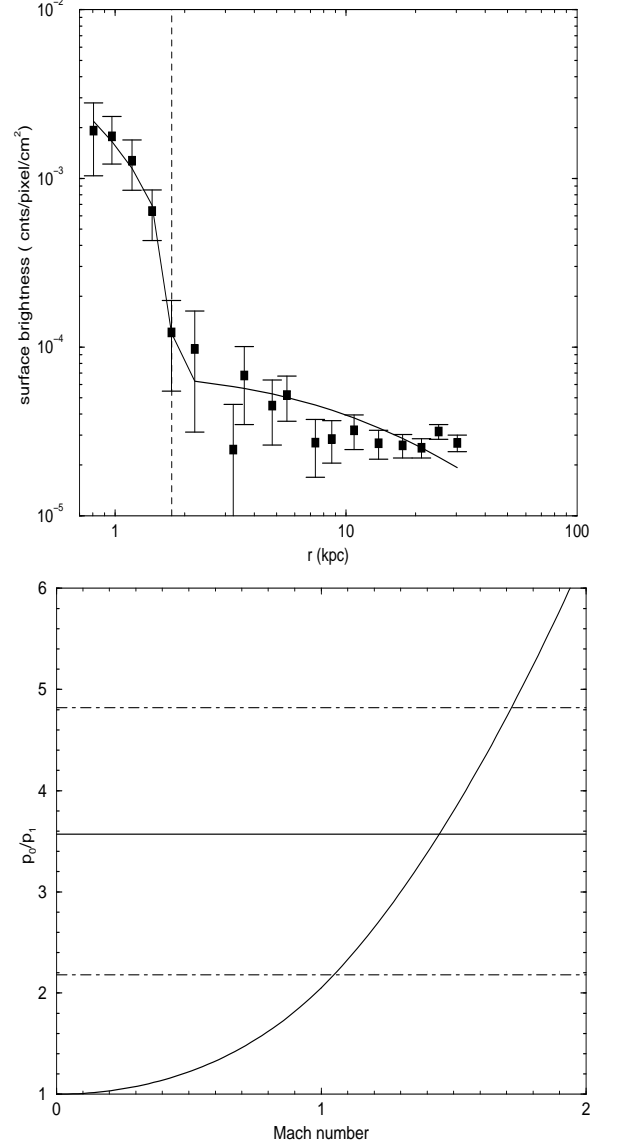 10⁻²
10⁻³
10⁻⁴
10⁻⁵
surface brightness ( cnts/pixel/cm²)
1 10 100
r (kpc)
6
5
4
3
2
1
p₀/p₁
0 1 2
Mach number